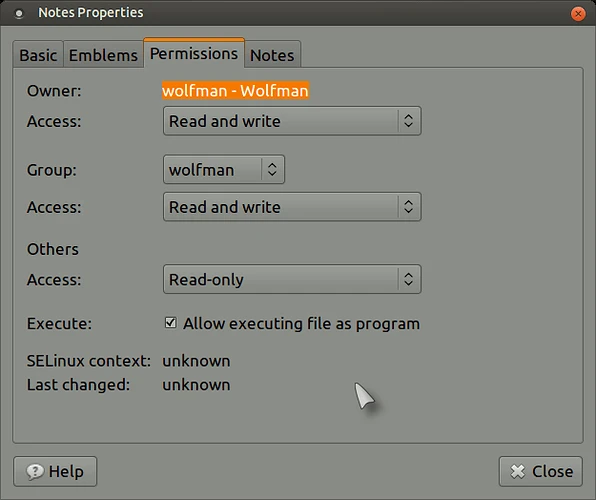 Notes Properties
Basic Emblems Permissions Notes
Owner: wolfman - Wolfman
Access: Read and write
Group: wolfman
Access: Read and write
Others
Access: Read-only
Execute: Allow executing file as program
SELinux context: unknown
Last changed: unknown
Help Close